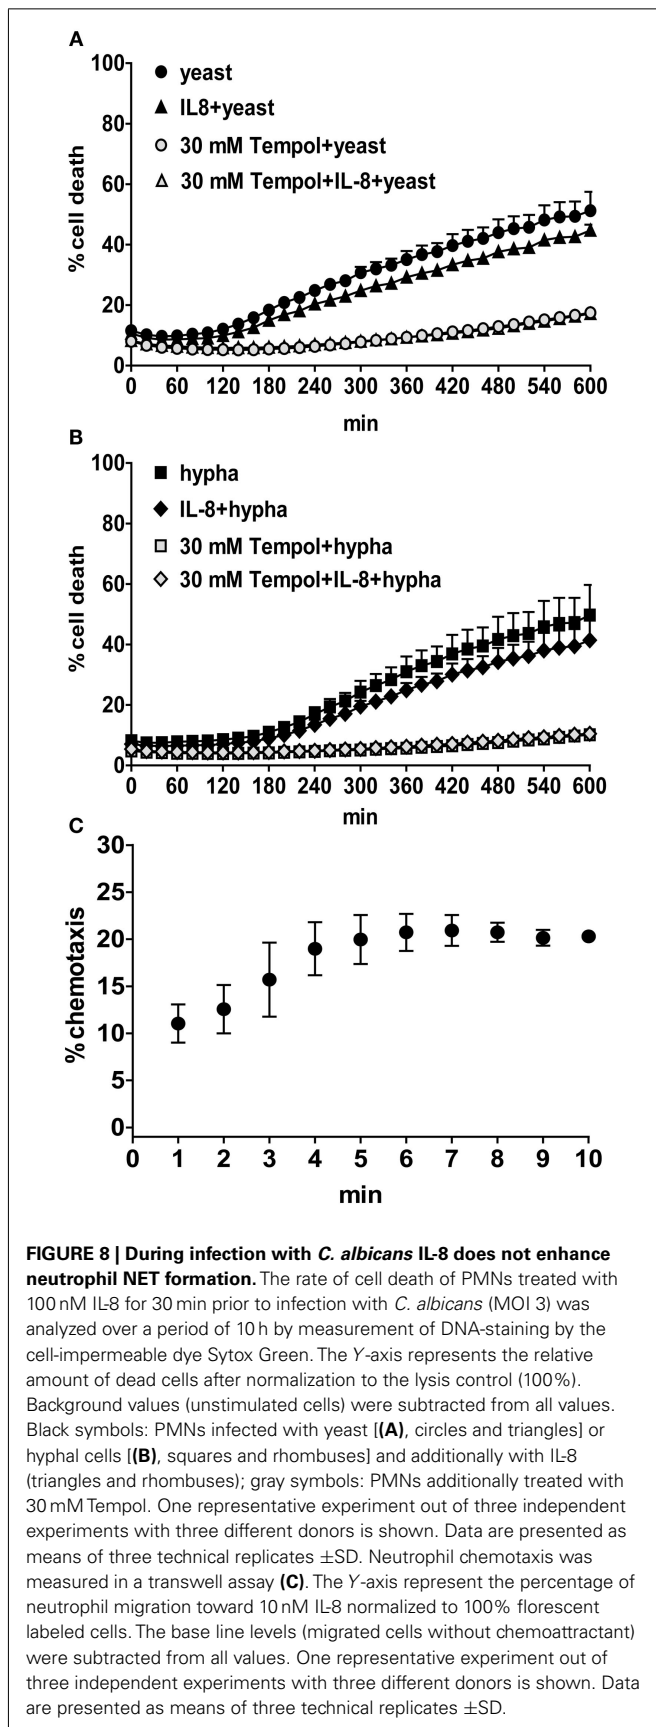 A
100
80
60
40
20
0
% cell death
yeast
IL8+yeast
30 mM Tempol+yeast
30 mM Tempol+IL-8+yeast
0 60 120 180 240 300 360 420 480 540 600
min
B
100
80
60
40
20
0
% cell death
hypha
IL-8+hypha
30 mM Tempol+hypha
30 mM Tempol+IL-8+hypha
0 60 120 180 240 300 360 420 480 540 600
min
C
30
25
20
15
10
5
0
% chemotaxis
0 1 2 3 4 5 6 7 8 9 10
min
FIGURE 8 | During infection with C. albicans IL-8 does not enhance
neutrophil NET formation. The rate of cell death of PMNs treated with
100 nM IL-8 for 30 min prior to infection with C. albicans (MOI 3) was
analyzed over a period of 10 h by measurement of DNA-staining by the
cell-impermeable dye Sytox Green. The Y-axis represents the relative
amount of dead cells after normalization to the lysis control (100%).
Background values (unstimulated cells) were subtracted from all values.
Black symbols: PMNs infected with yeast [(A), circles and triangles] or
hyphal cells [(B), squares and rhombuses] and additionally with IL-8
(triangles and rhombuses); gray symbols: PMNs additionally treated with
30 mM Tempol. One representative experiment out of three independent
experiments with three different donors is shown. Data are presented as
means of three technical replicates ±SD. Neutrophil chemotaxis was
measured in a transwell assay (C). The Y-axis represent the percentage of
neutrophil migration toward 10 nM IL-8 normalized to 100% florescent
labeled cells. The base line levels (migrated cells without chemoattractant)
were subtracted from all values. One representative experiment out of
three independent experiments with three different donors is shown. Data
are presented as means of three technical replicates ±SD.